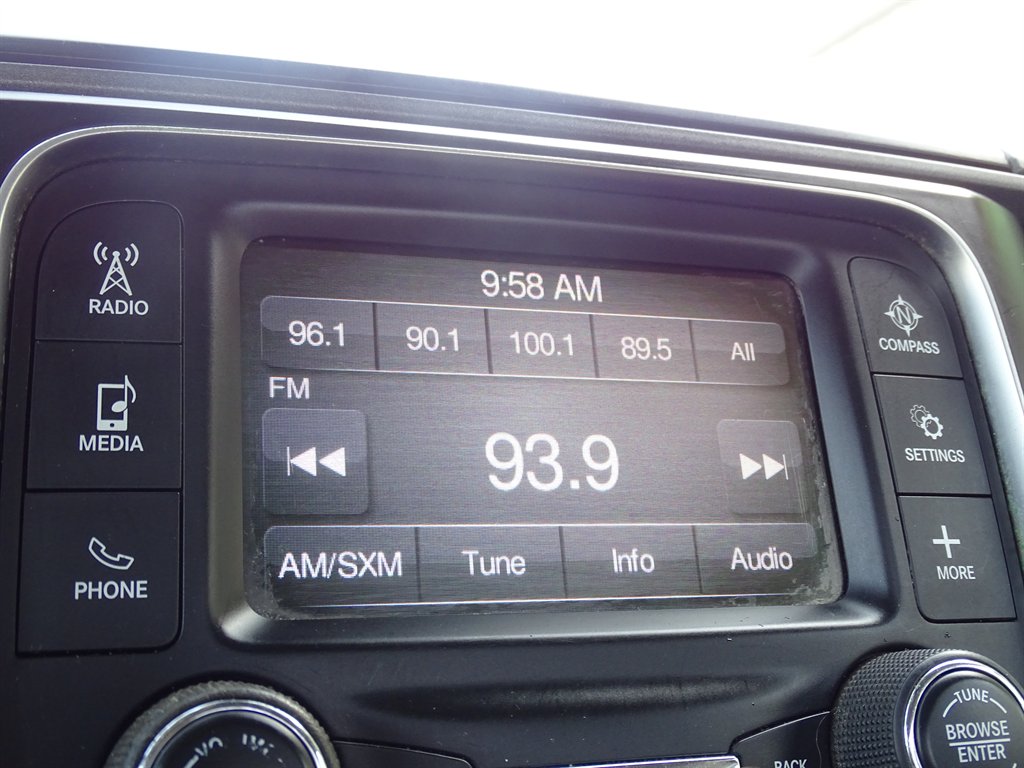 9:58 AM
96.1 90.1 100.1 89.5 All
FM
93.9
AM/SXM Tune Info Audio
RADIO
MEDIA
PHONE
N
COMPASS
SETTINGS
MORE
TUNE
BROWSE
ENTER
BACK